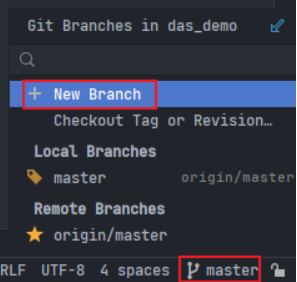 Git Branches in das_demo
+ New Branch
Checkout Tag or Revision…
Local Branches
master origin/master
Remote Branches
origin/master
RLF UTF-8 4 spaces master